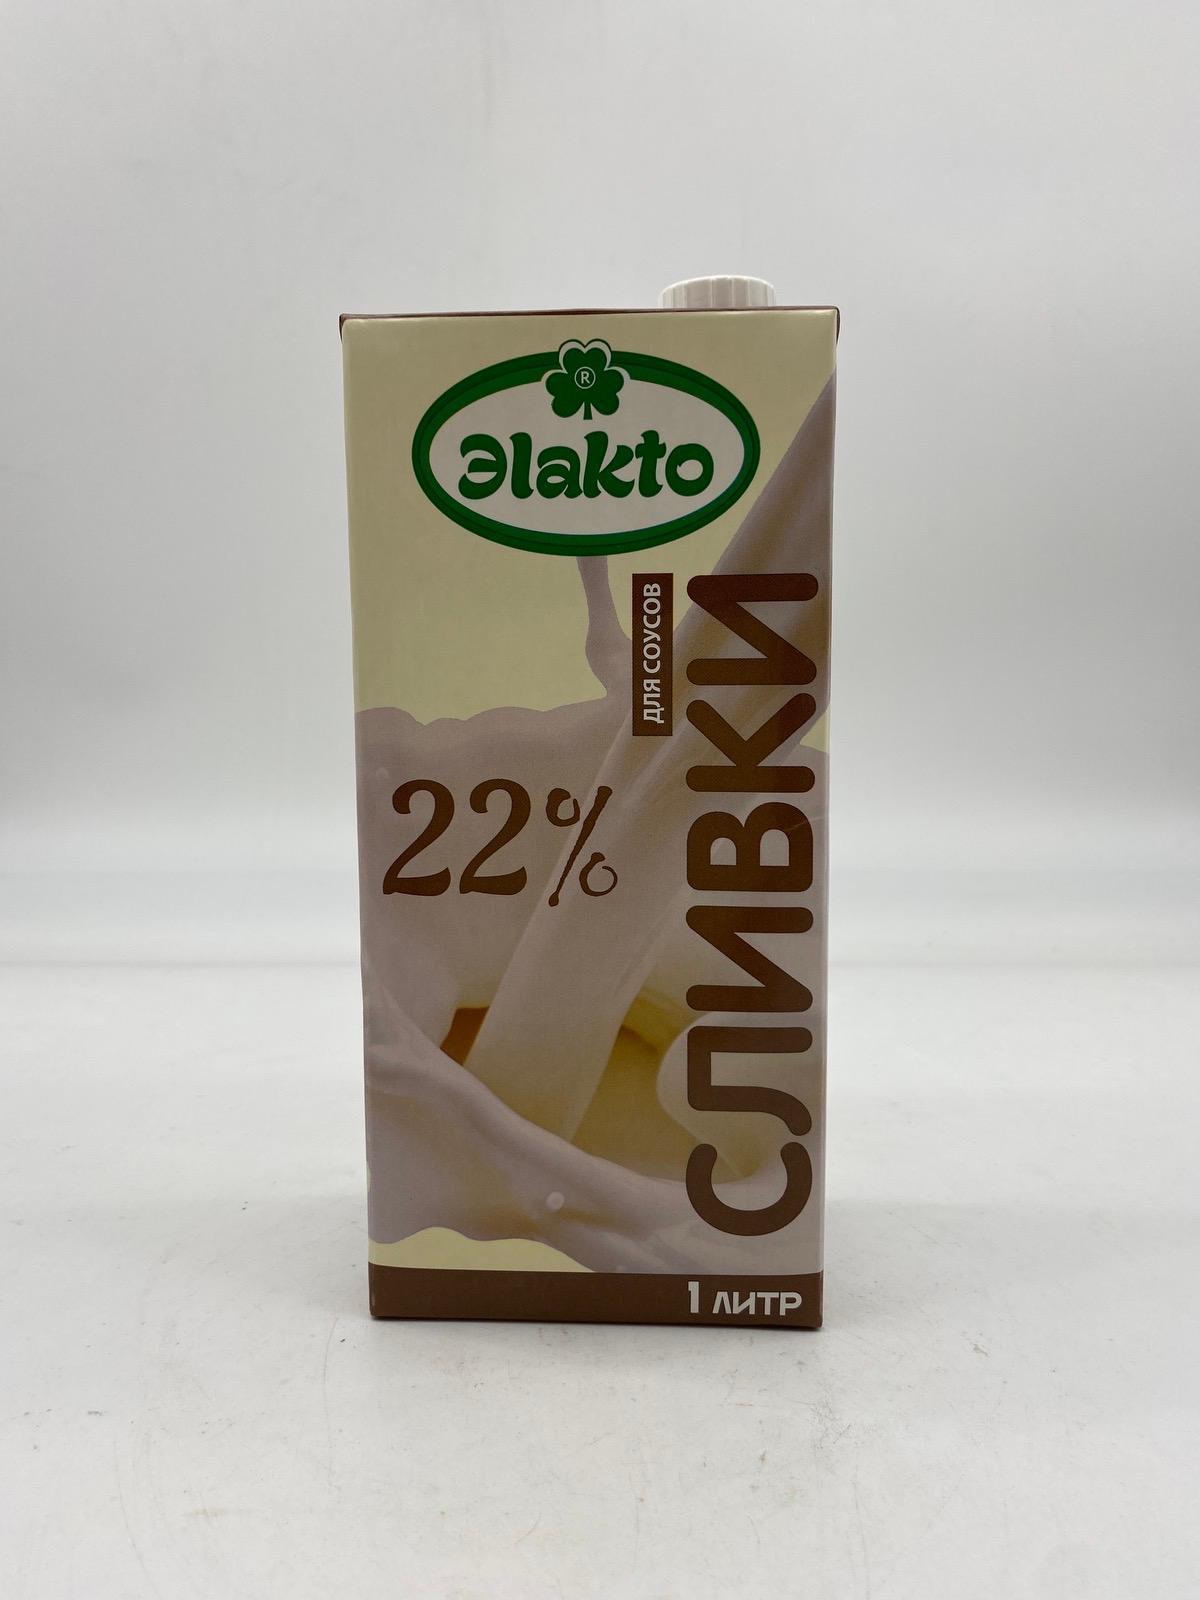 ®
Эlakto
ДЛЯ СОУСОВ
СЛИВКИ
22%
1 ЛИТР